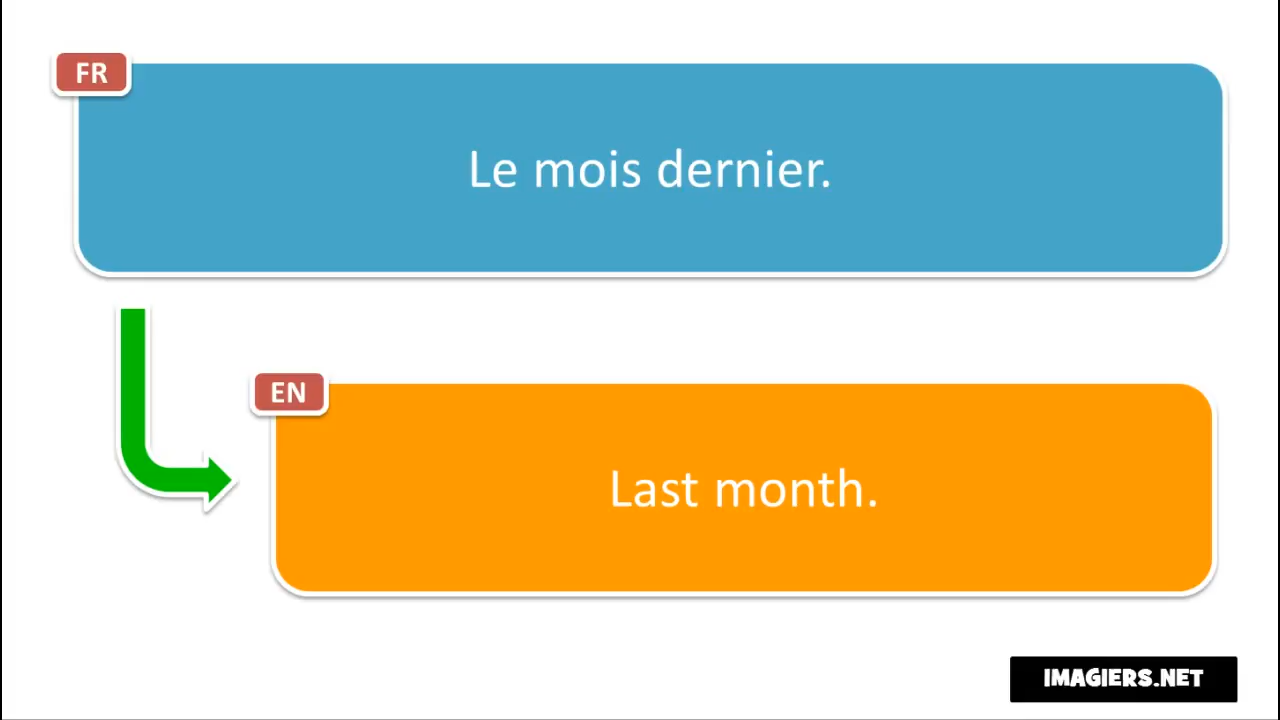 FR
Le mois dernier.
EN
Last month.
IMAGIERS.NET